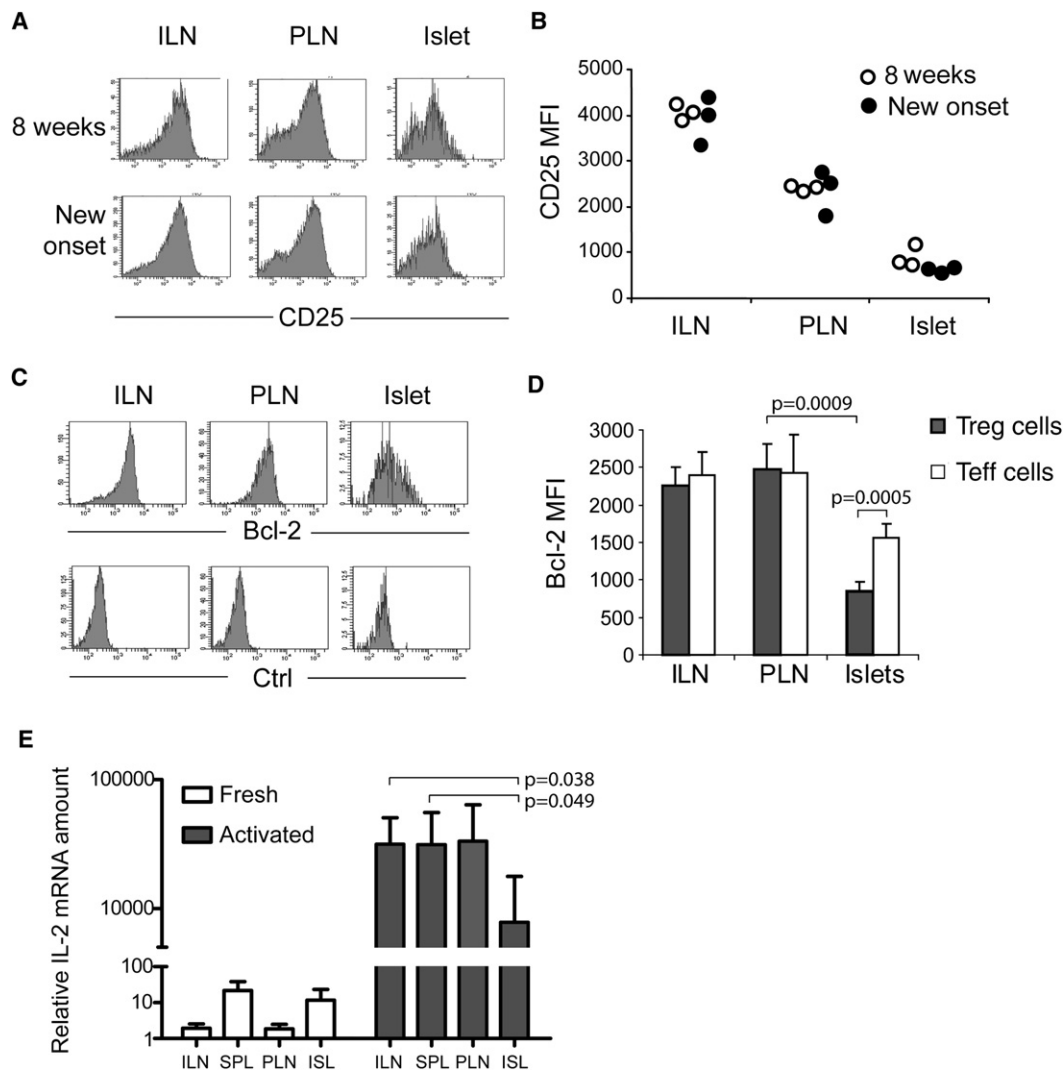 A
ILN PLN Islet
8 weeks
New onset
CD25
B
5000
4000
3000
2000
1000
0
CD25 MFI
8 weeks
New onset
ILN PLN Islet
C
ILN PLN Islet
Bcl-2
Ctrl
D
p=0.0009
Treg cells
Teff cells
p=0.0005
3000
2500
2000
1500
1000
500
0
Bcl-2 MFI
ILN PLN Islets
E
Relative IL-2 mRNA amount
100000
10000
100
10
1
Fresh
Activated
p=0.038
p=0.049
ILN SPL PLN ISL ILN SPL PLN ISL